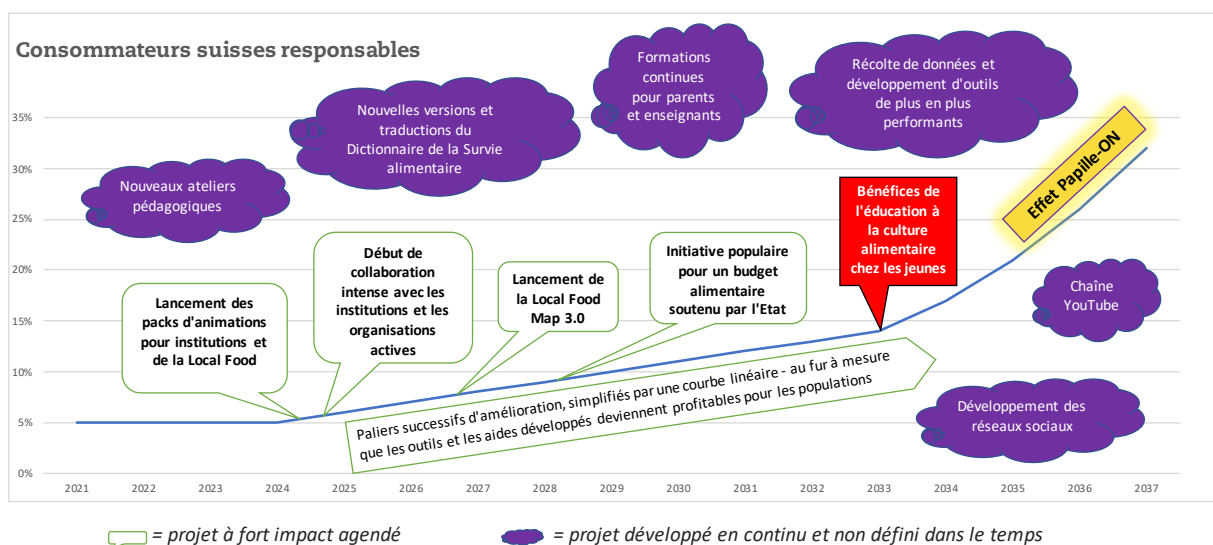 Consommateurs suisses responsables
Nouveaux ateliers
pédagogiques
Nouvelles versions et
traductions du
Dictionnaire de la Survie
alimentaire
Formations
continues
pour parents
et enseignants
Récolte de données et
développement d'outils
de plus en plus
performants
Effet Papille-ON
Bénéfices de
l'éducation à
la culture
alimentaire
chez les jeunes
Lancement des
packs d'animations
pour institutions et
de la Local Food
Début de
collaboration
intense avec les
institutions et les
organisations
actives
Lancement de
la Local Food
Map 3.0
Initiative populaire
pour un budget
alimentaire
soutenu par l'Etat
Chaîne
YouTube
Développement des
réseaux sociaux
Paliers successifs d'amélioration, simplifiés par une courbe linéaire - au fur à mesure
que les outils et les aides développés deviennent profitables pour les populations
35%
30%
25%
20%
15%
10%
5%
0%
2021 2022 2023 2024 2025 2026 2027 2028 2029 2030 2031 2032 2033 2034 2035 2036 2037
= projet à fort impact agendé
= projet développé en continu et non défini dans le temps